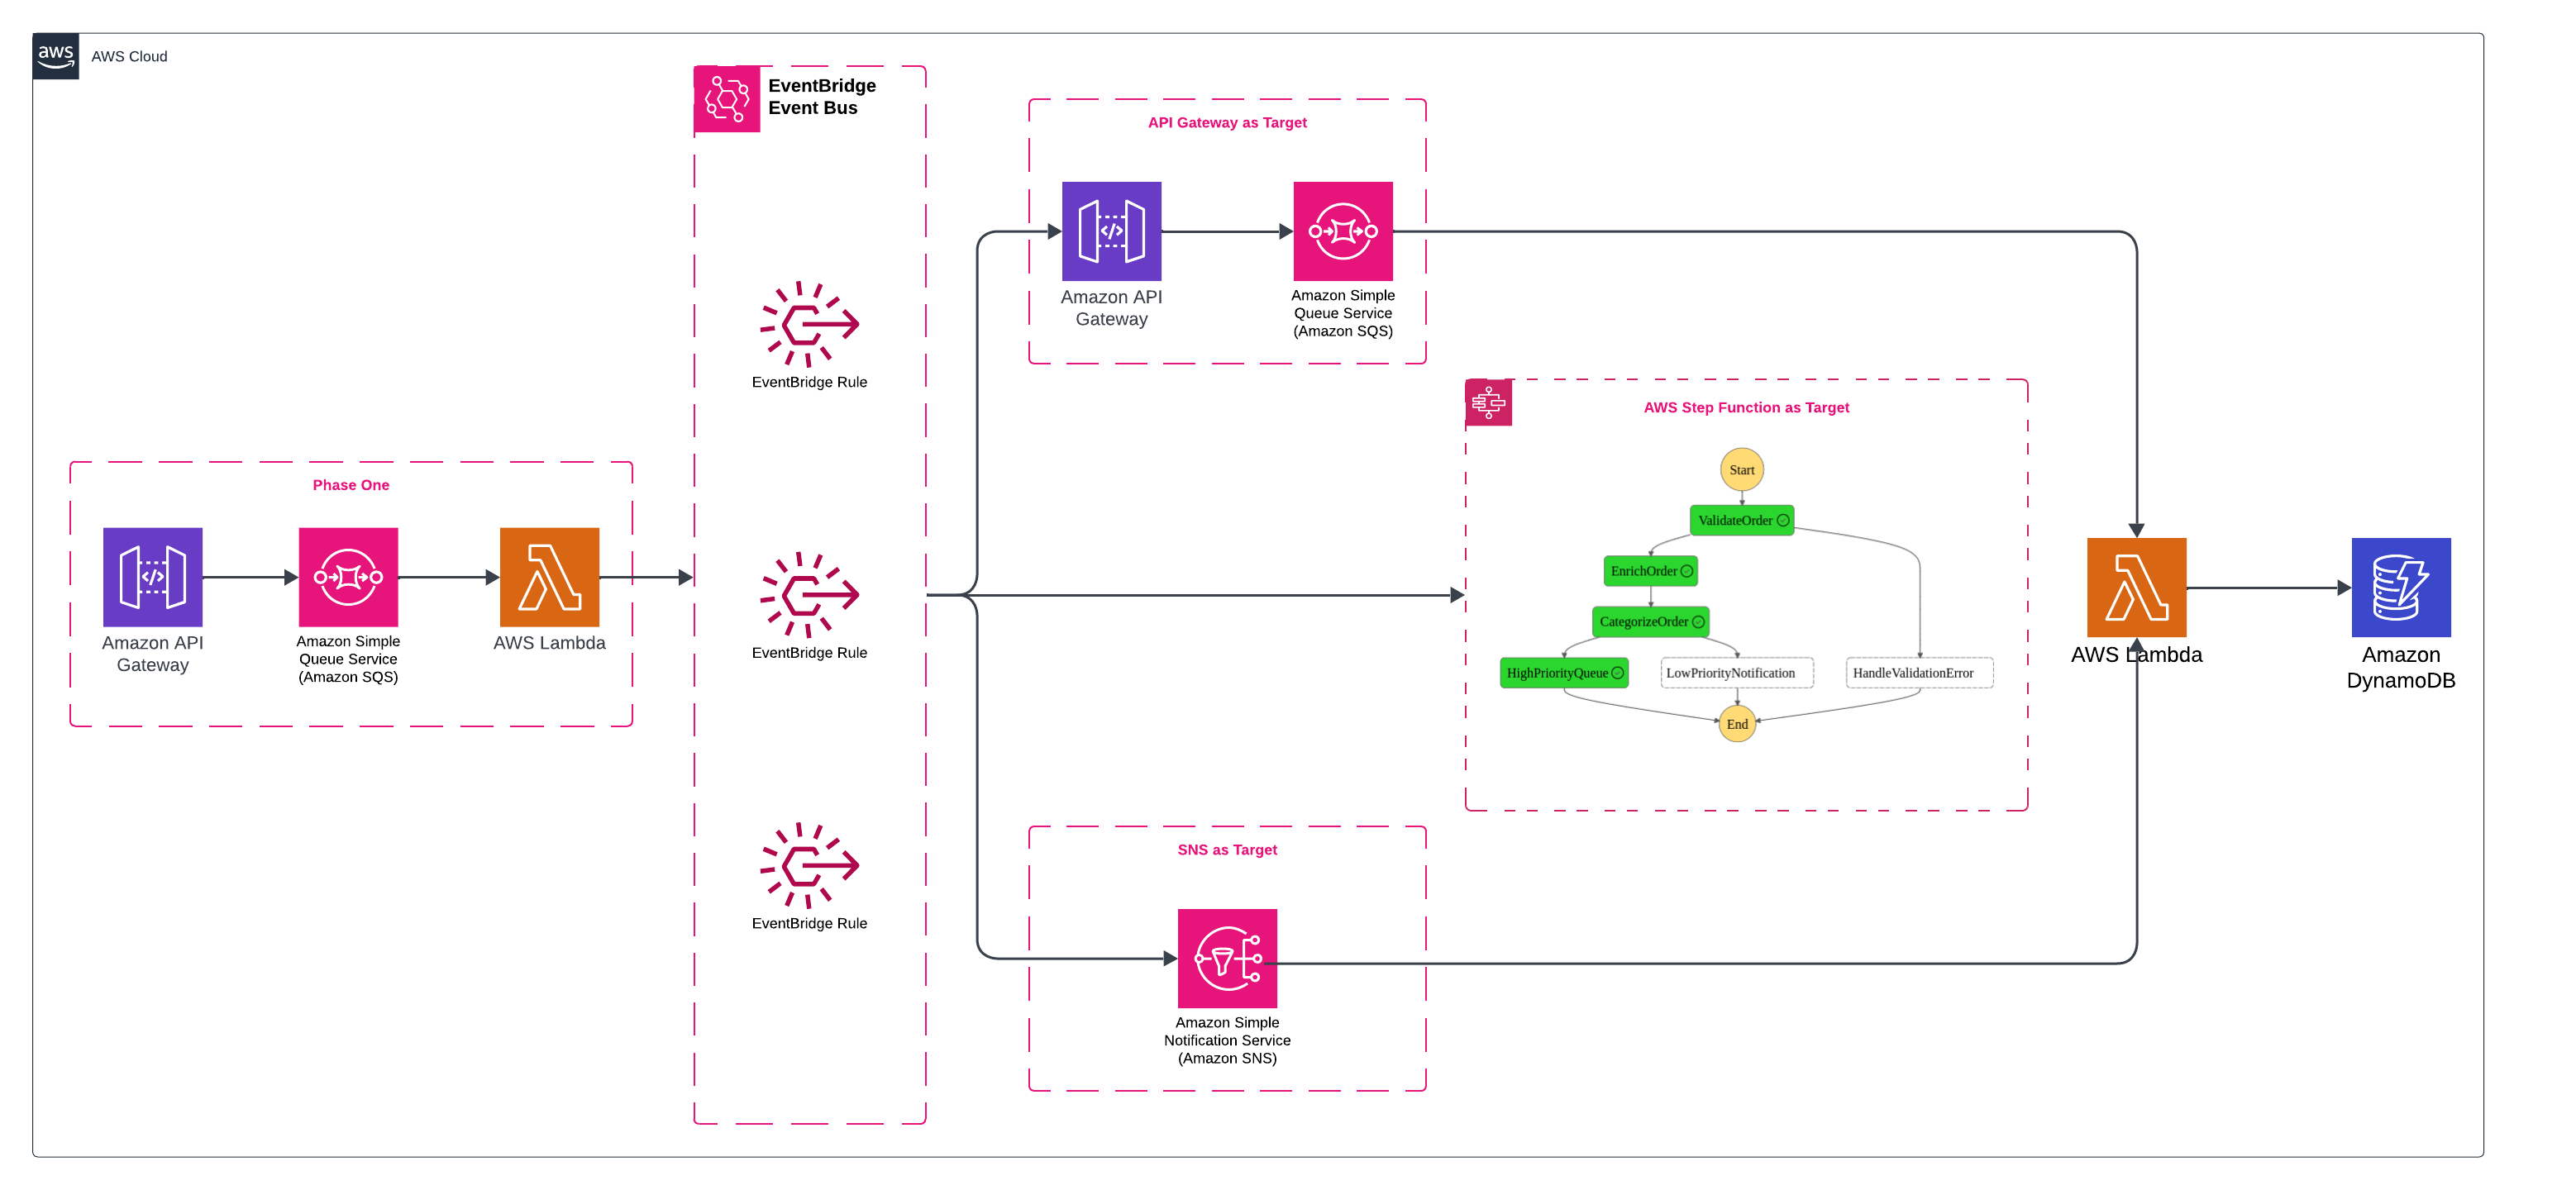 aws
AWS Cloud
EventBridge
Event Bus
EventBridge Rule
EventBridge Rule
EventBridge Rule
Phase One
Amazon API
Gateway
Amazon Simple
Queue Service
(Amazon SQS)
AWS Lambda
API Gateway as Target
Amazon API
Gateway
Amazon Simple
Queue Service
(Amazon SQS)
AWS Step Function as Target
Start
ValidateOrder
EnrichOrder
CategorizeOrder
HighPriorityQueue
LowPriorityNotification
HandleValidationError
End
SNS as Target
Amazon Simple
Notification Service
(Amazon SNS)
AWS Lambda
Amazon
DynamoDB